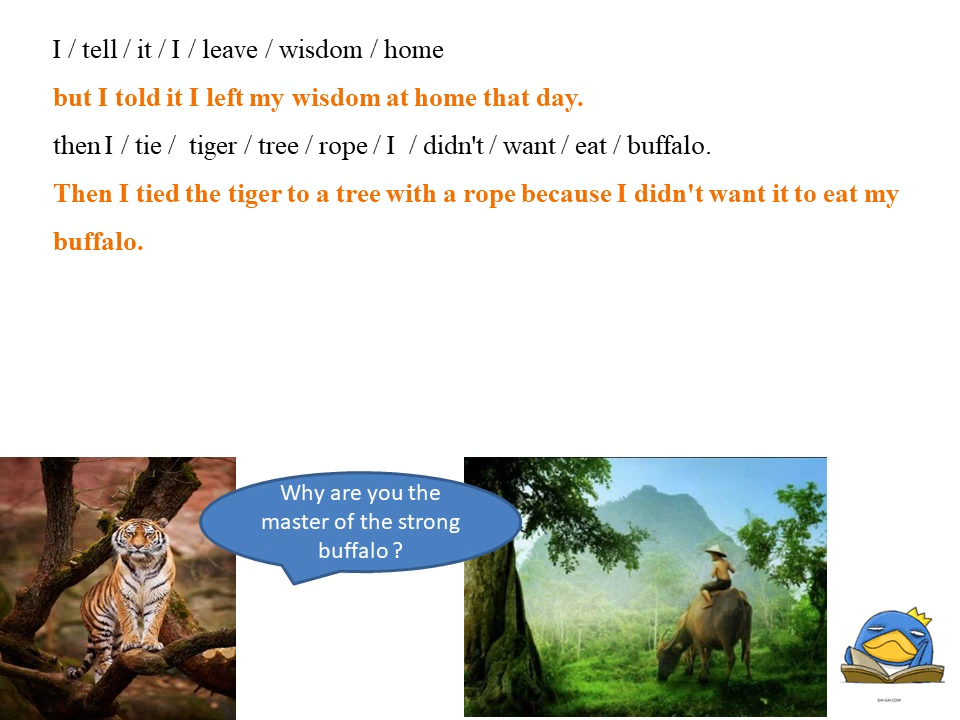 I / tell / it / I / leave / wisdom / home
but I told it I left my wisdom at home that day.
then I / tie /  tiger / tree / rope / I  / didn't / want / eat / buffalo.
Then I tied the tiger to a tree with a rope because I didn't want it to eat my
buffalo.
Why are you the
master of the strong
buffalo ?